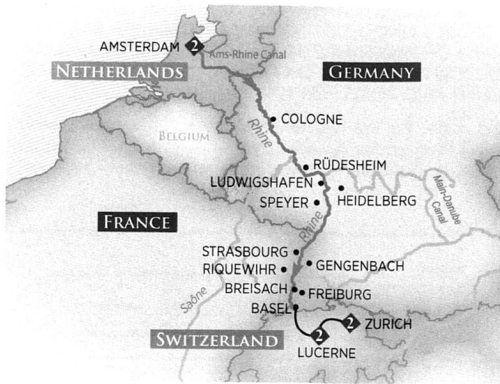 AMSTERDAM 2
Ams-Rhine Canal
NETHERLANDS
GERMANY
COLOGNE
Rhine
BELGIUM
RÜDESHEIM
LUDWIGSHAFEN
HEIDELBERG
SPEYER
Main-Danube
Canal
FRANCE
Rhine
STRASBOURG
GENGENBACH
RIQUEWIHR
BREISACH
FREIBURG
Saône
BASEL
2 ZURICH
SWITZERLAND
2
LUCERNE